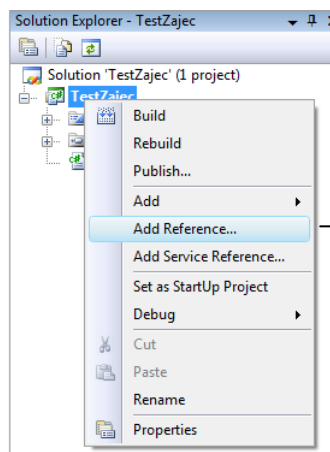 Solution Explorer - TestZajec
Solution 'TestZajec' (1 project)
TestZajec
Build
Rebuild
Publish...
Add
Add Reference...
Add Service Reference...
Set as StartUp Project
Debug
Cut
Paste
Rename
Properties